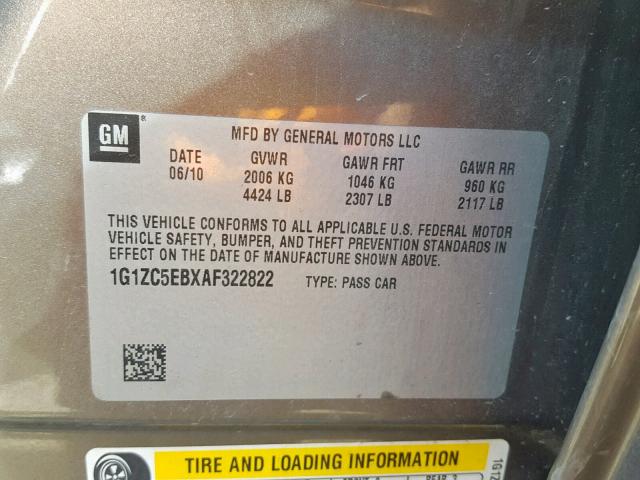 GM ®
MFD BY GENERAL MOTORS LLC
DATE GVWR GAWR FRT GAWR RR
06/10 2006 KG 1046 KG 960 KG
4424 LB 2307 LB 2117 LB
THIS VEHICLE CONFORMS TO ALL APPLICABLE U.S. FEDERAL MOTOR
VEHICLE SAFETY, BUMPER, AND THEFT PREVENTION STANDARDS IN
EFFECT ON THE DATE OF MANUFACTURE SHOWN ABOVE.
1G1ZC5EBXAF322822 TYPE: PASS CAR
TIRE AND LOADING INFORMATION